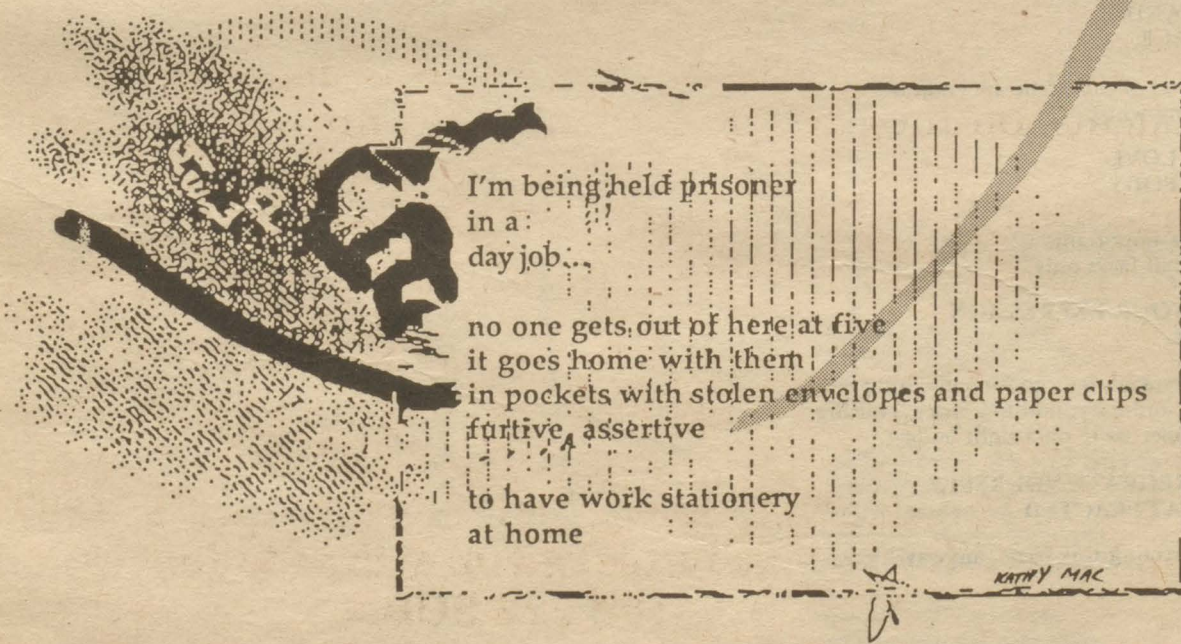 I'm being held prisoner
in a
day job...
no one gets out of here at five
it goes home with them
in pockets with stolen envelopes and paper clips
furtive, assertive
to have work stationery
at home
KATHY MAC